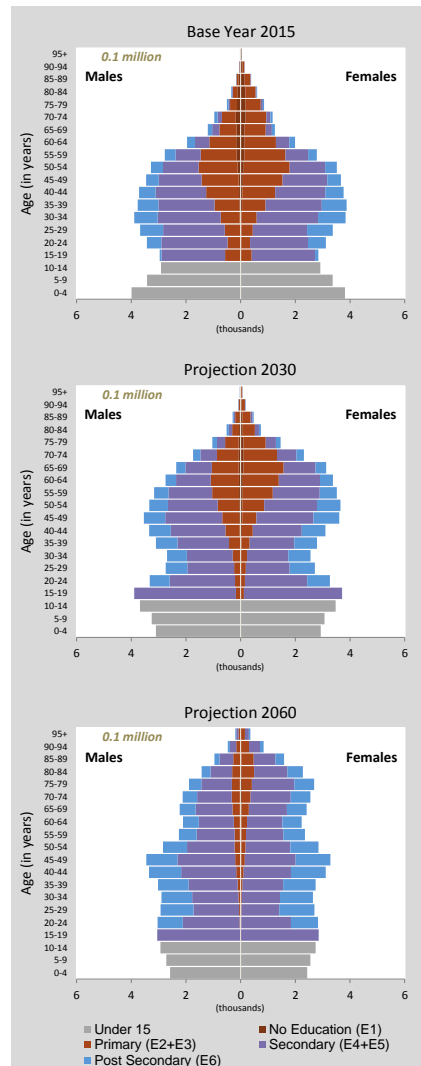 Base Year 2015
0.1 million
Males
Females
Age (in years)
95+
90-94
85-89
80-84
75-79
70-74
65-69
60-64
55-59
50-54
45-49
40-44
35-39
30-34
25-29
20-24
15-19
10-14
5-9
0-4
6 4 2 0 2 4 6
(thousands)
Projection 2030
0.1 million
Males
Females
Age (in years)
95+
90-94
85-89
80-84
75-79
70-74
65-69
60-64
55-59
50-54
45-49
40-44
35-39
30-34
25-29
20-24
15-19
10-14
5-9
0-4
6 4 2 0 2 4 6
(thousands)
Projection 2060
0.1 million
Males
Females
Age (in years)
95+
90-94
85-89
80-84
75-79
70-74
65-69
60-64
55-59
50-54
45-49
40-44
35-39
30-34
25-29
20-24
15-19
10-14
5-9
0-4
6 4 2 0 2 4 6
(thousands)
Under 15
No Education (E1)
Primary (E2+E3)
Secondary (E4+E5)
Post Secondary (E6)